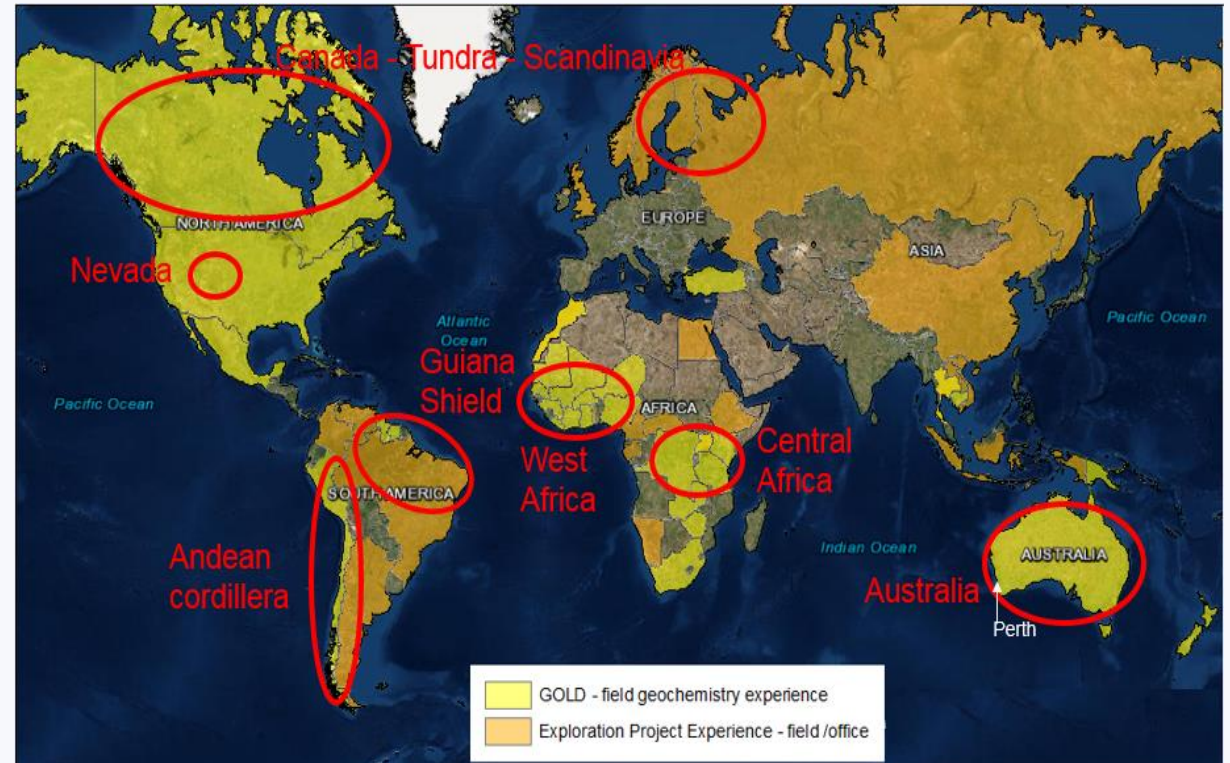 Canada - Tundra - Scandinavia
NORTH AMERICA
EUROPE
ASIA
Nevada
Atlantic
Ocean
Pacific Ocean
Guiana
Shield
Pacific Ocean
AFRICA
West
Africa
Central
Africa
SOUTH AMERICA
Andean
cordillera
Indian Ocean
AUSTRALIA
Australia
Perth
GOLD - field geochemistry experience
Exploration Project Experience - field /office